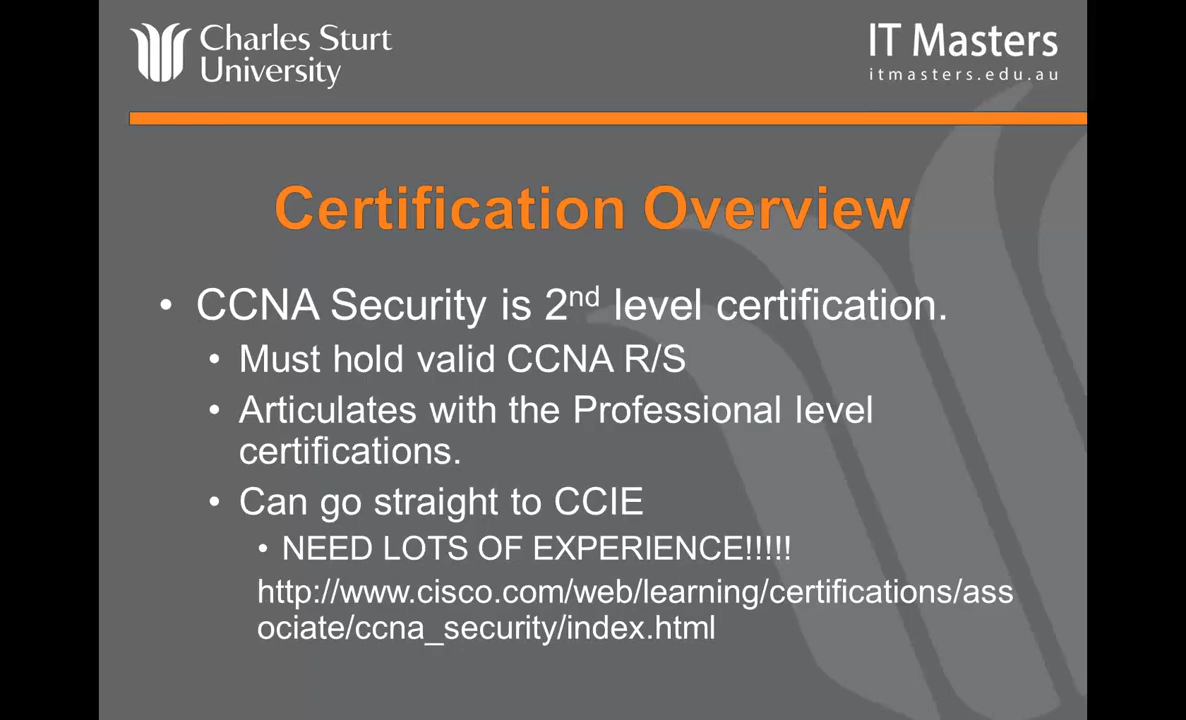 Charles Sturt
University
IT Masters
itmasters.edu.au
Certification Overview
• CCNA Security is 2nd level certification.
• Must hold valid CCNA R/S
• Articulates with the Professional level
certifications.
• Can go straight to CCIE
• NEED LOTS OF EXPERIENCE!!!!!
http://www.cisco.com/web/learning/certifications/ass
ociate/ccna_security/index.html